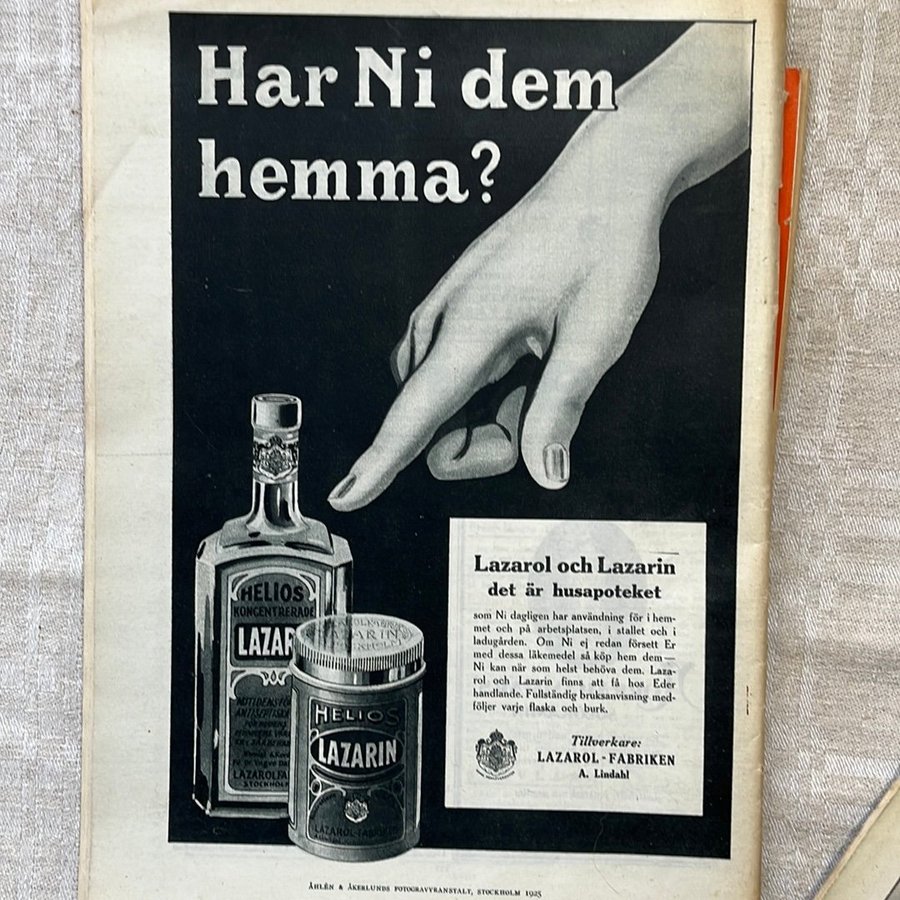 Har Ni dem
hemma?
HELIOS
KONCENTRERADE
LAZAR
LAZAROLFA
STOCKHOLM
LAZARIN
HELIOS
LAZARIN
LAZAROL-FABRIKEN
Lazarol och Lazarin
det är husapoteket
som Ni dagligen har användning för i hem-
met och på arbetsplatsen, i stallet och i
ladugården. Om Ni ej redan försett Er
med dessa läkemedel så köp hem dem —
Ni kan när som helst behöva dem. Laza-
rol och Lazarin finns att få hos Eder
handlande. Fullständig bruksanvisning med-
följer varje flaska och burk.
Tillverkare:
LAZAROL-FABRIKEN
A. Lindahl
ÅHLÉN & ÅKERLUNDS FOTOGRAVYRANSTALT, STOCKHOLM 1925